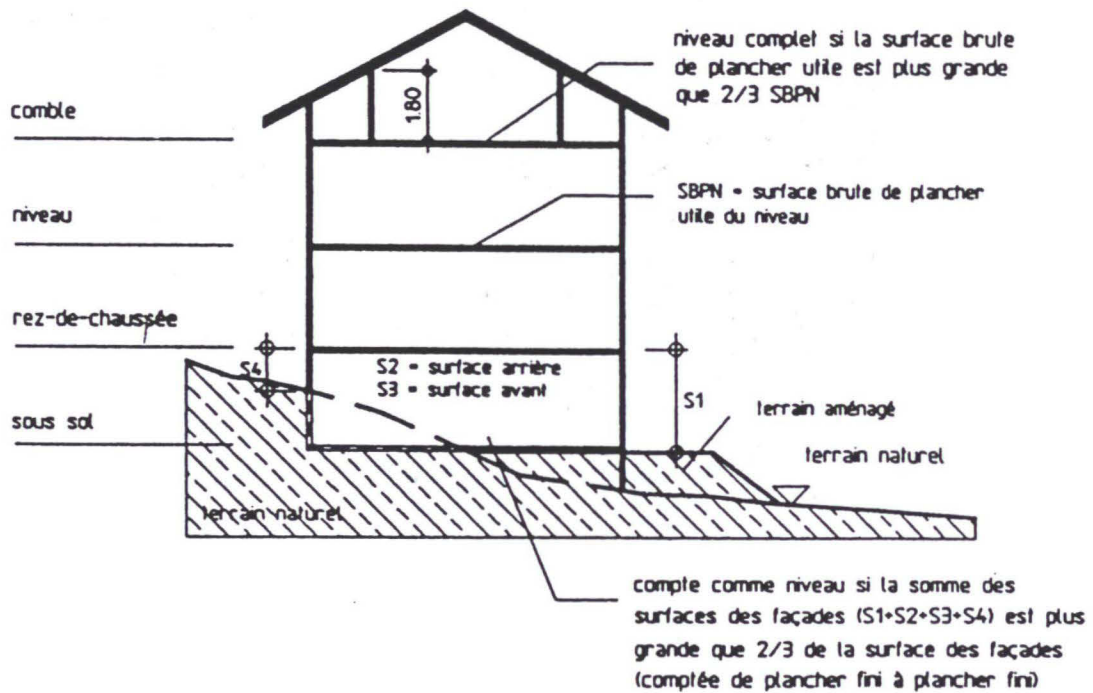 niveau complet si la surface brute
de plancher utile est plus grande
que 2/3 SBPN
1.80
comble
SBPN = surface brute de plancher
utile du niveau
niveau
rez-de-chaussée
S4
S2 = surface arrière
S3 = surface avant
S1
terrain aménagé
sous sol
terrain naturel
terrain naturel
compte comme niveau si la somme des
surfaces des façades (S1+S2+S3+S4) est plus
grande que 2/3 de la surface des façades
(comptée de plancher fini à plancher fini)